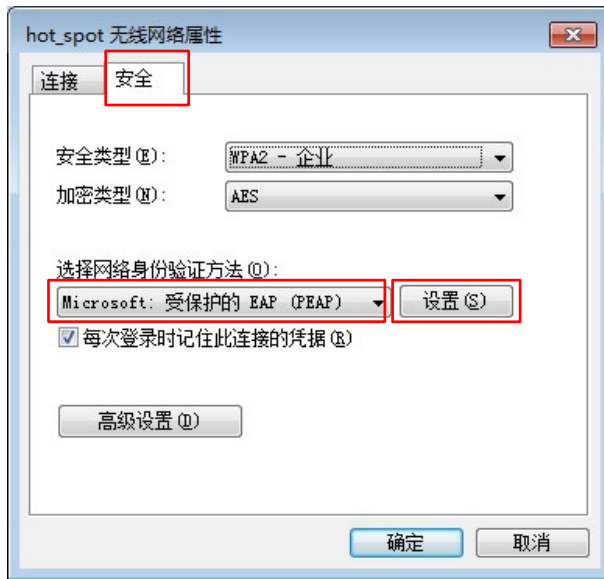 hot_spot 无线网络属性
连接 安全
安全类型(E): WPA2 - 企业
加密类型(N): AES
选择网络身份验证方法(O):
Microsoft: 受保护的 EAP (PEAP) 设置(S)
每次登录时记住此连接的凭据(R)
高级设置(D)
确定 取消